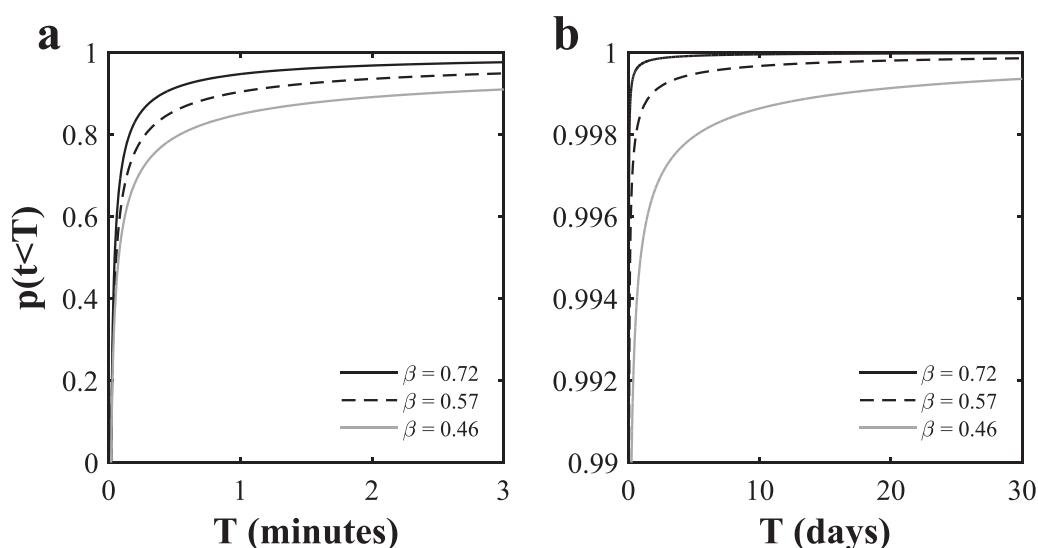 a
p(t<T)
1
0.8
0.6
0.4
0.2
0
β = 0.72
β = 0.57
β = 0.46
0 1 2 3
T (minutes)
b
1
0.998
0.996
0.994
0.992
0.99
β = 0.72
β = 0.57
β = 0.46
0 10 20 30
T (days)